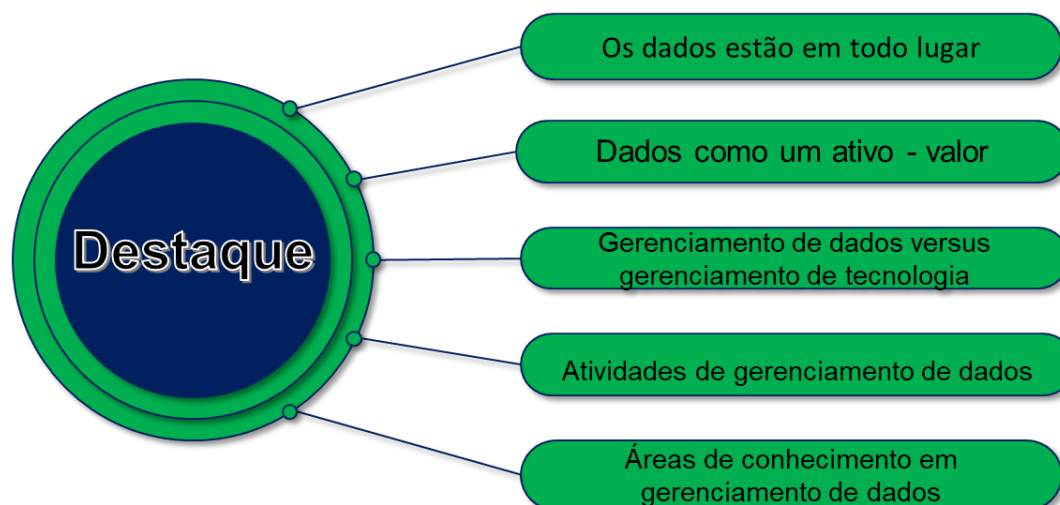 Destaque
Os dados estão em todo lugar
Dados como um ativo - valor
Gerenciamento de dados versus
gerenciamento de tecnologia
Atividades de gerenciamento de dados
Áreas de conhecimento em
gerenciamento de dados